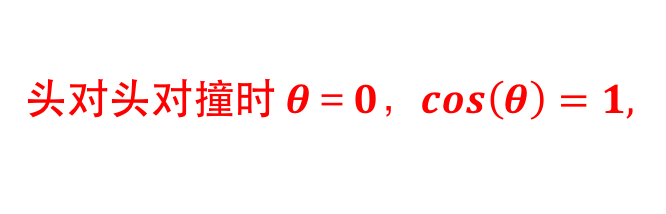 头对头对撞时 θ = 0，cos(θ) = 1,